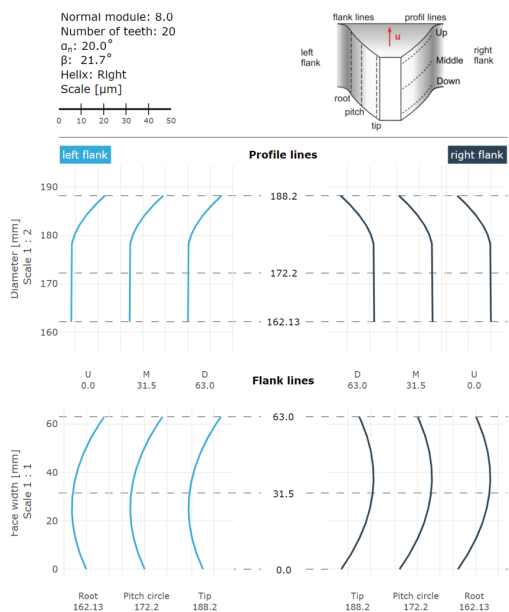 Normal module: 8.0
Number of teeth: 20
αn: 20.0°
β: 21.7°
Helix: Right
Scale [µm]
0 10 20 30 40 50
flank lines profil lines
u Up
left flank
right flank
Middle
Down
root
pitch
tip
left flank Profile lines right flank
190
188.2
180
172.2
170
162.13
160
Diameter [mm]
Scale 1 : 2
U M D D M U
0.0 31.5 63.0 Flank lines 63.0 31.5 0.0
63.0
60
40
31.5
20
0 0.0
Face width [mm]
Scale 1 : 1
Root Pitch circle Tip Tip Pitch circle Root
162.13 172.2 188.2 188.2 172.2 162.13